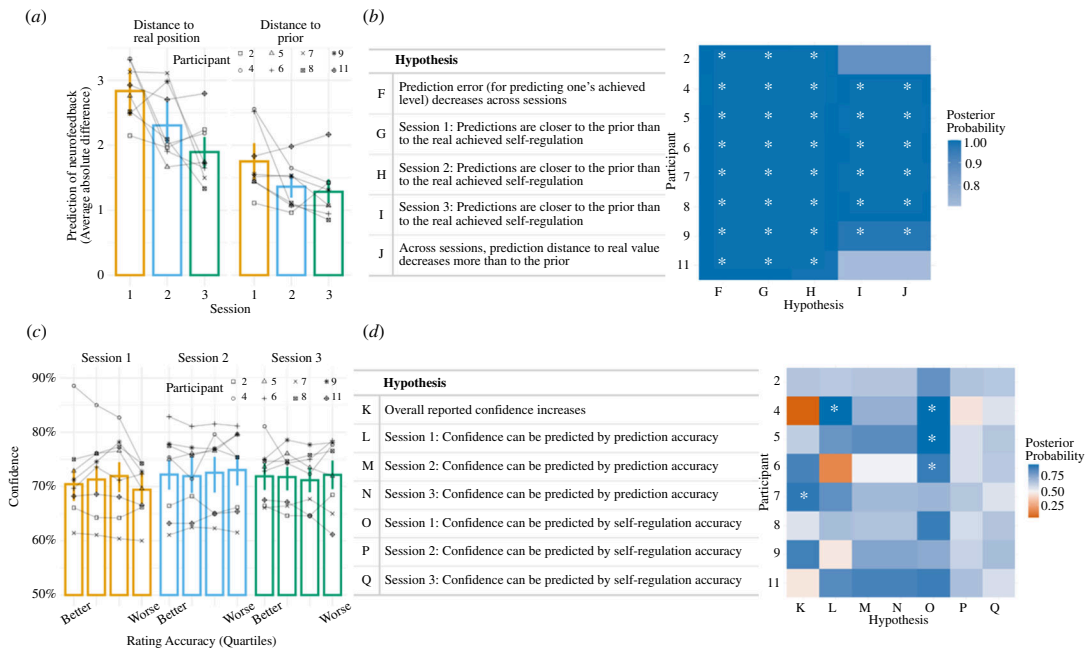 (a)
Distance to
real position
Distance to
prior
Participant
2 5 7 9
4 6 8 11
Prediction of neurofeedback
(Average absolute difference)
3
2
1
0
1 2 3 1 2 3
Session
(b)
Hypothesis
F Prediction error (for predicting one's achieved
level) decreases across sessions
G Session 1: Predictions are closer to the prior than
to the real achieved self-regulation
H Session 2: Predictions are closer to the prior than
to the real achieved self-regulation
I Session 3: Predictions are closer to the prior than
to the real achieved self-regulation
J Across sessions, prediction distance to real value
decreases more than to the prior
Participant
2
4 * * * * *
5 * * * * *
6 * * * * *
7 * * * * *
8 * * * * *
9 * * * * *
11 * * *
F G H I J
Hypothesis
Posterior
Probability
1.00
0.9
0.8
(c)
Session 1 Session 2 Session 3
Participant
2 5 7 9
4 6 8 11
Confidence
90%
80%
70%
60%
50%
Better Worse Better Worse Better Worse
Rating Accuracy (Quartiles)
(d)
Hypothesis
K Overall reported confidence increases
L Session 1: Confidence can be predicted by prediction accuracy
M Session 2: Confidence can be predicted by prediction accuracy
N Session 3: Confidence can be predicted by prediction accuracy
O Session 1: Confidence can be predicted by self-regulation accuracy
P Session 2: Confidence can be predicted by self-regulation accuracy
Q Session 3: Confidence can be predicted by self-regulation accuracy
Participant
2
4 * *
5 *
6 *
7 *
8
9
11
K L M N O P Q
Hypothesis
Posterior
Probability
0.75
0.50
0.25